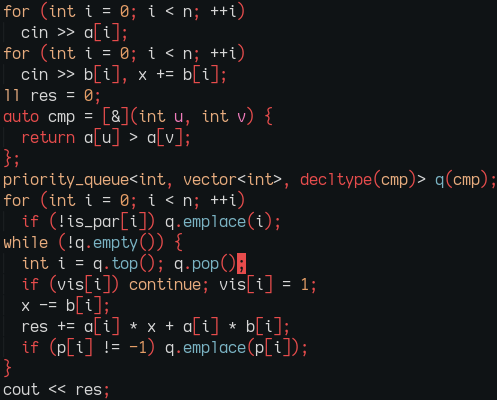 for (int i = 0; i < n; ++i)
  cin >> a[i];
for (int i = 0; i < n; ++i)
  cin >> b[i], x += b[i];
ll res = 0;
auto cmp = [&](int u, int v) {
  return a[u] > a[v];
};
priority_queue<int, vector<int>, decltype(cmp)> q(cmp);
for (int i = 0; i < n; ++i)
  if (!is_par[i]) q.emplace(i);
while (!q.empty()) {
  int i = q.top(); q.pop();
  if (vis[i]) continue; vis[i] = 1;
  x -= b[i];
  res += a[i] * x + a[i] * b[i];
  if (p[i] != -1) q.emplace(p[i]);
}
cout << res;